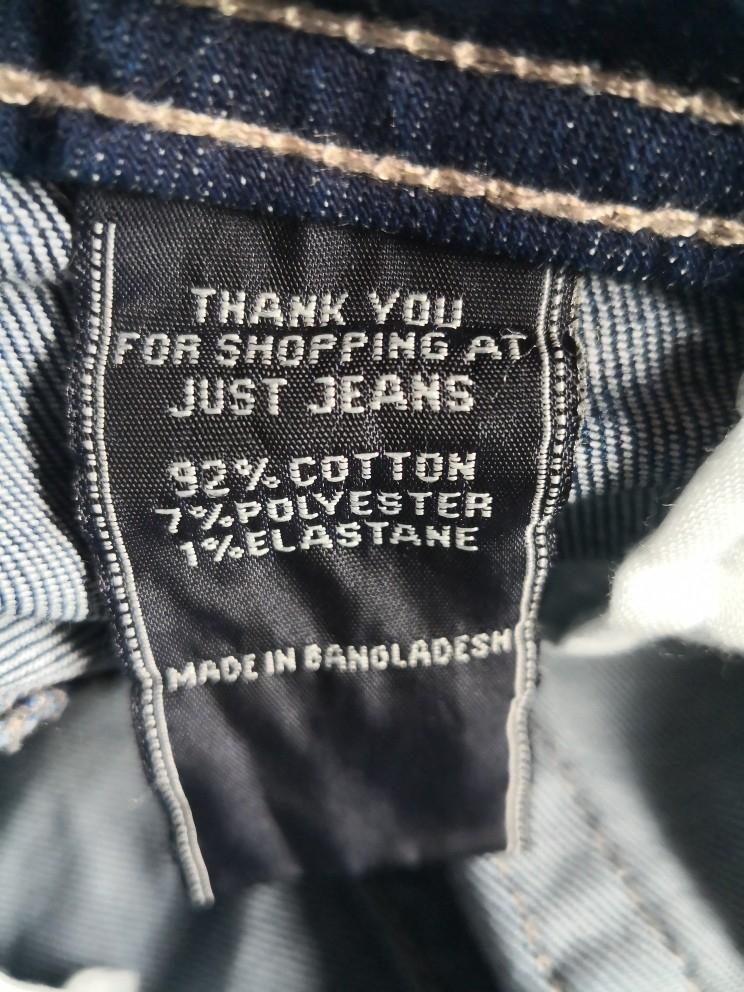 THANK YOU
FOR SHOPPING AT
JUST JEANS
92% COTTON
7% POLYESTER
1% ELASTANE
MADE IN BANGLADESH